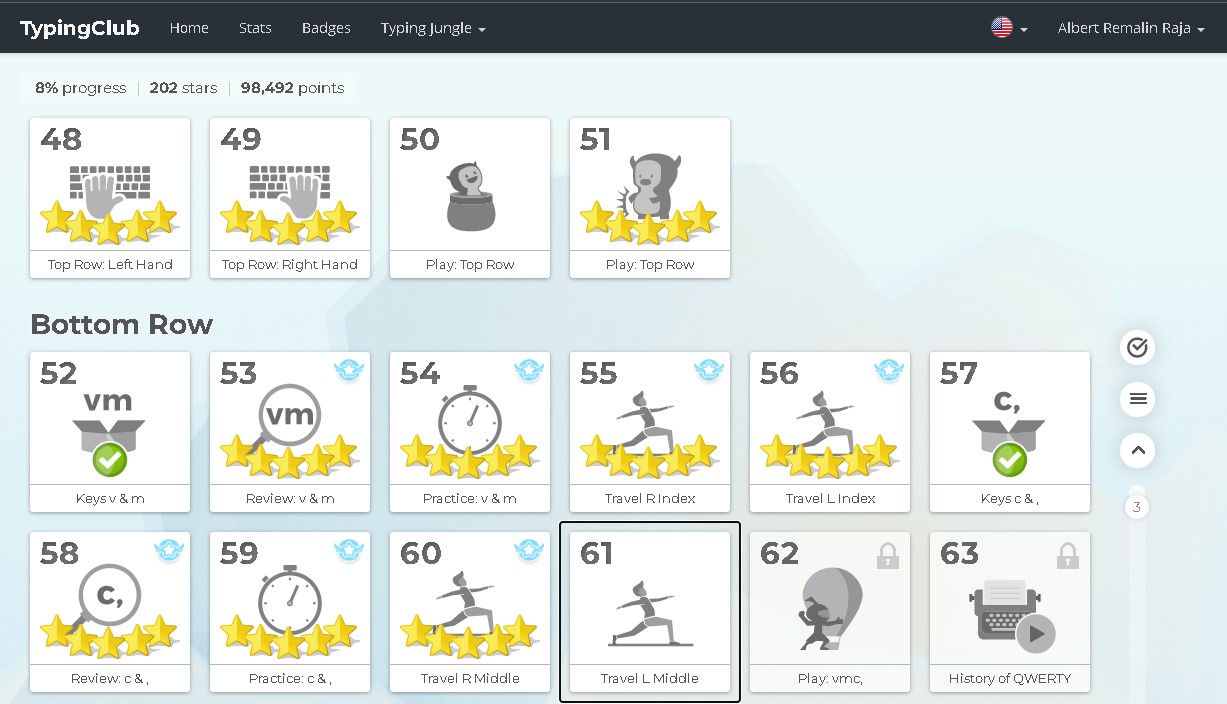 TypingClub Home Stats Badges Typing Jungle Albert Remalin Raja
8% progress | 202 stars | 98,492 points
48 49 50 51
Top Row: Left Hand Top Row: Right Hand Play: Top Row Play: Top Row
Bottom Row
52 53 54 55 56 57
vm vm c,
Keys v & m Review: v & m Practice: v & m Travel R Index Travel L Index Keys c & ,
3
58 59 60 61 62 63
c,
Review: c & , Practice: c & , Travel R Middle Travel L Middle Play: vmc, History of QWERTY